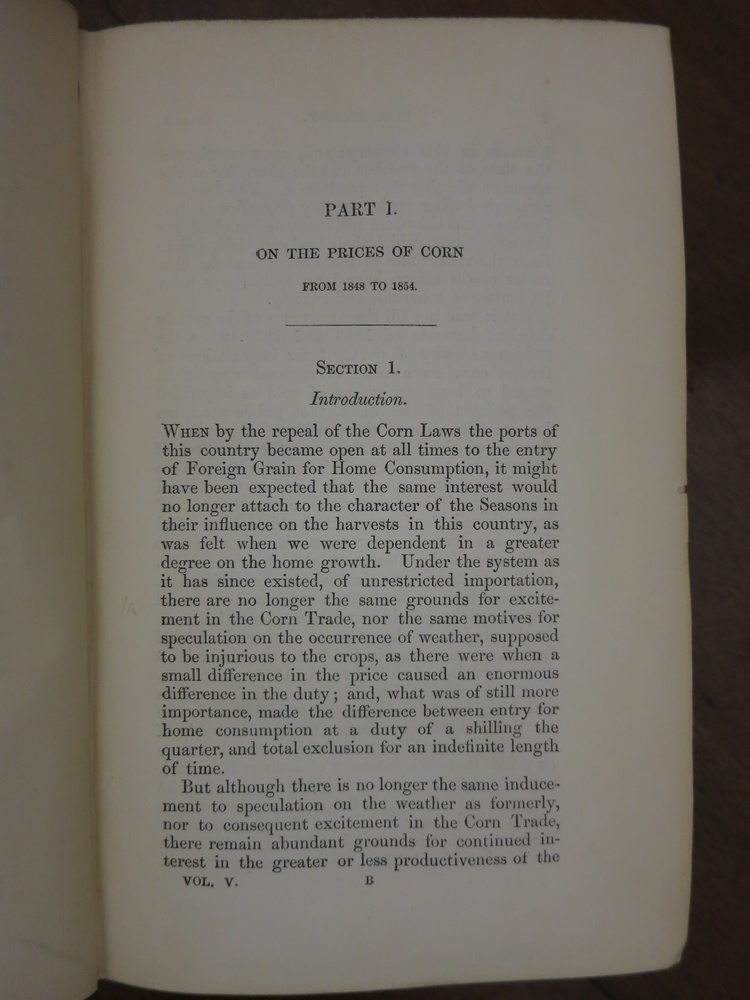 PART I.
ON THE PRICES OF CORN
FROM 1848 TO 1854.
SECTION 1.
Introduction.
WHEN by the repeal of the Corn Laws the ports of
this country became open at all times to the entry
of Foreign Grain for Home Consumption, it might
have been expected that the same interest would
no longer attach to the character of the Seasons in
their influence on the harvests in this country, as
was felt when we were dependent in a greater
degree on the home growth. Under the system as
it has since existed, of unrestricted importation,
there are no longer the same grounds for excite-
ment in the Corn Trade, nor the same motives for
speculation on the occurrence of weather, supposed
to be injurious to the crops, as there were when a
small difference in the price caused an enormous
difference in the duty; and, what was of still more
importance, made the difference between entry for
home consumption at a duty of a shilling the
quarter, and total exclusion for an indefinite length
of time.
But although there is no longer the same induce-
ment to speculation on the weather as formerly,
nor to consequent excitement in the Corn Trade,
there remain abundant grounds for continued in-
terest in the greater or less productiveness of the
VOL. V. B